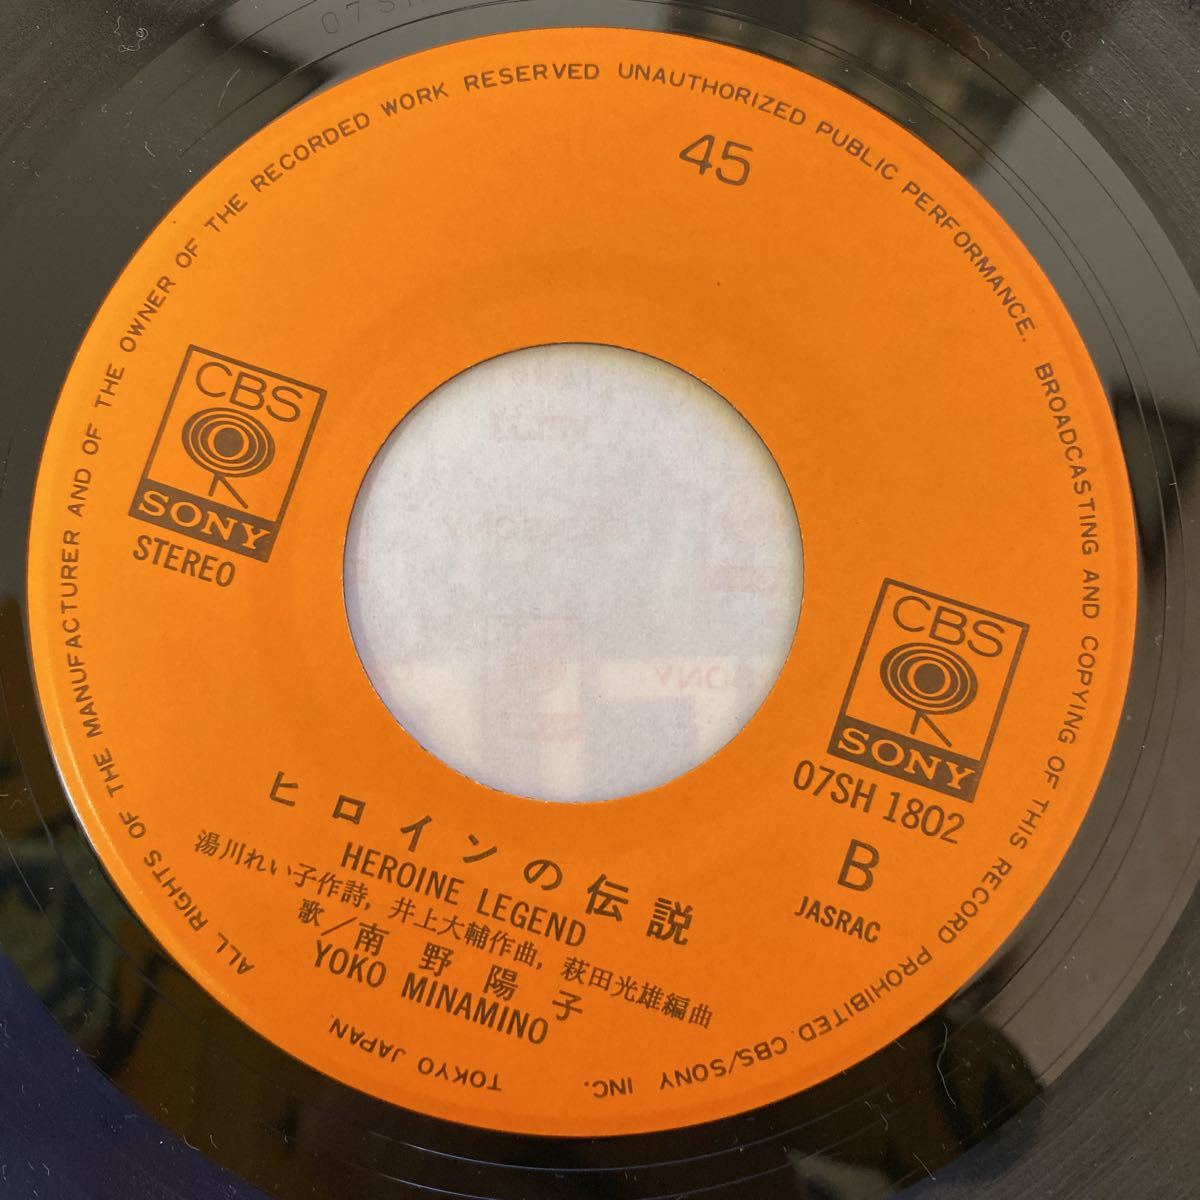 07SH
ALL RIGHTS OF THE MANUFACTURER AND OF THE OWNER OF THE RECORDED WORK RESERVED UNAUTHORIZED PUBLIC PERFORMANCE. BROADCASTING AND COPYING OF THIS RECORD PROHIBITED. CBS/SONY INC. TOKYO JAPAN
45
CBS
SONY
STEREO
CBS
SONY
07SH 1802
B
JASRAC
ヒロインの伝説
HEROINE LEGEND
湯川れい子作詩, 井上大輔作曲, 萩田光雄編曲
歌/南野陽子
YOKO MINAMINO